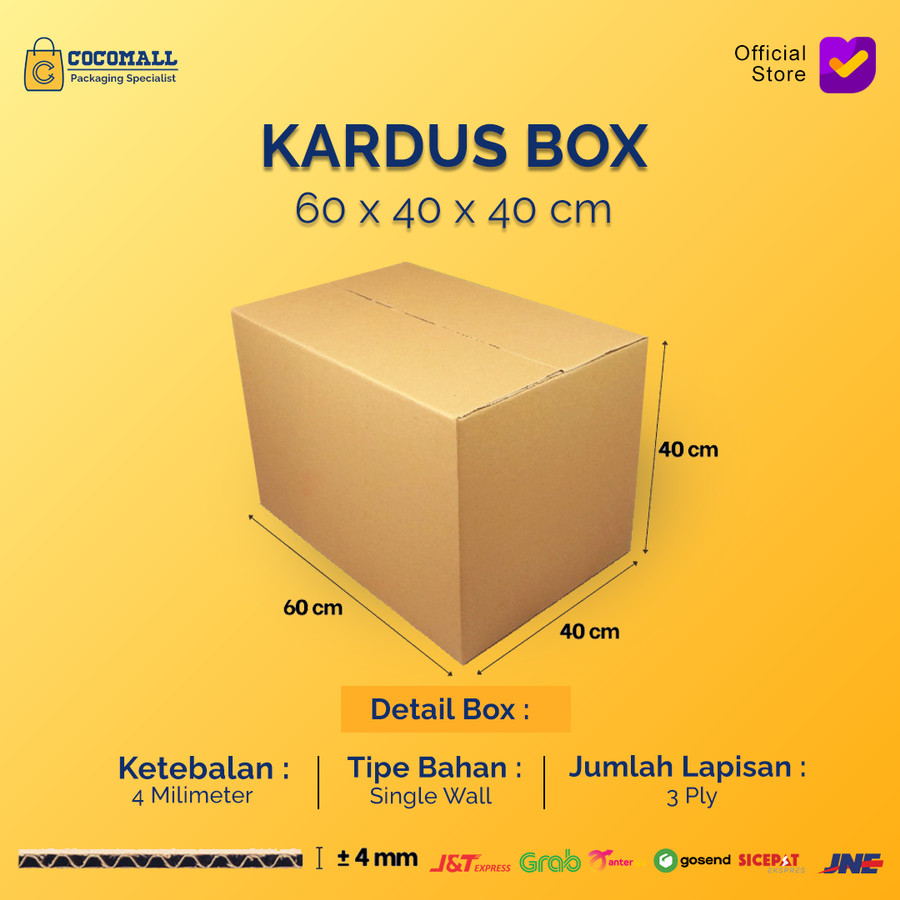 COCOMALL
Packaging Specialist
Official
Store
KARDUS BOX
60 x 40 x 40 cm
40 cm
60 cm
40 cm
Detail Box :
Ketebalan :
4 Milimeter
Tipe Bahan :
Single Wall
Jumlah Lapisan :
3 Ply
± 4 mm
J&T EXPRESS
Grab
anter
gosend
SICEPAT
EKSPRES
JNE